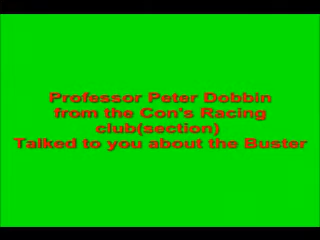 Professor Peter Dobbin
from the Con's Racing
club(section)
Talked to you about the Buster